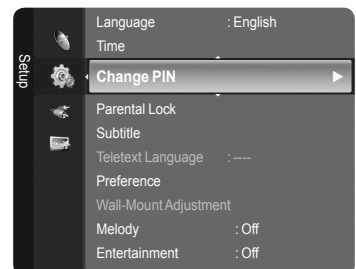 Setup
Language : English
Time
Change PIN
Parental Lock
Subtitle
Teletext Language : ----
Preference
Wall-Mount Adjustment
Melody : Off
Entertainment : Off